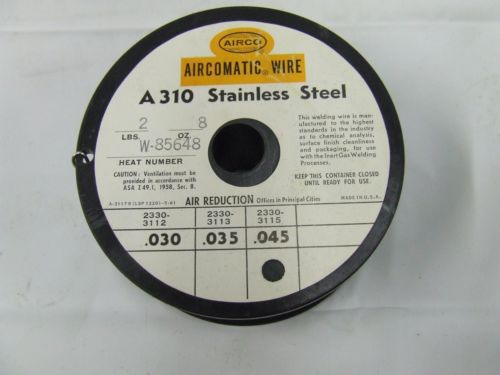 AIRCO
AIRCOMATIC® WIRE
A 310 Stainless Steel
2 8
LBS. OZ.
W-85648
HEAT NUMBER
CAUTION: Ventilation must be
provided in accordance with
ASA Z49.1, 1958, Sec. 8.
This welding wire is man-
ufactured to the highest
standards in the industry
as to chemical analysis,
surface finish cleanliness
and packaging, for use
with the Inert Gas Welding
Processes.
KEEP THIS CONTAINER CLOSED
UNTIL READY FOR USE.
AIR REDUCTION Offices in Principal Cities
MADE IN U.S.A.
2330-
3112
2330-
3113
2330-
3115
.030 .035 .045